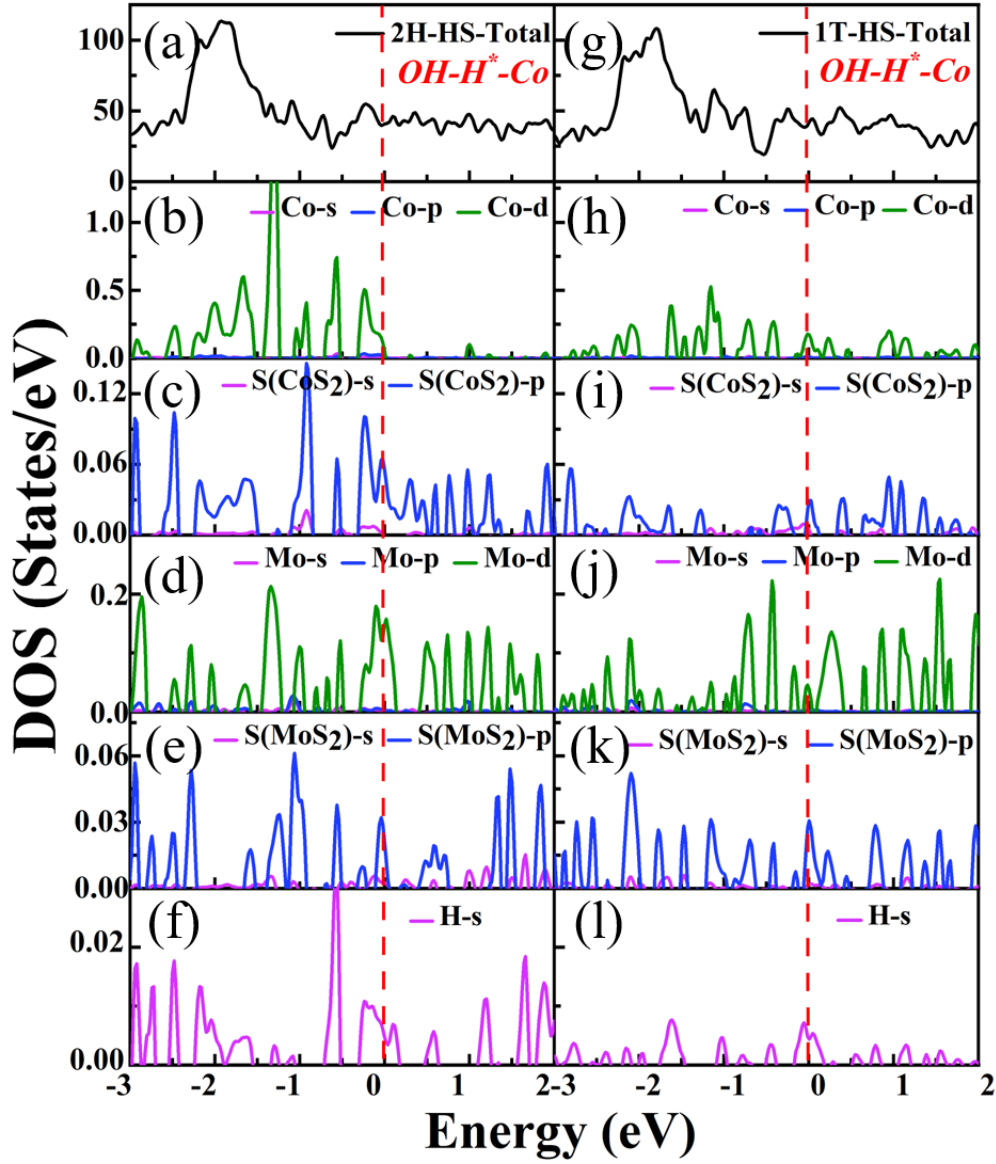 DOS (States/eV)
(a)
2H-HS-Total
OH-H*-Co
100
50
0
(g)
1T-HS-Total
OH-H*-Co
(b)
Co-s Co-p Co-d
1.0
0.5
0.0
(h)
Co-s Co-p Co-d
(c)
S(CoS2)-s S(CoS2)-p
0.12
0.06
0.00
(i)
S(CoS2)-s S(CoS2)-p
(d)
Mo-s Mo-p Mo-d
0.2
0.0
(j)
Mo-s Mo-p Mo-d
(e)
S(MoS2)-s S(MoS2)-p
0.06
0.03
0.00
(k)
S(MoS2)-s S(MoS2)-p
(f)
H-s
0.02
0.00
(l)
H-s
-3 -2 -1 0 1 2 -3 -2 -1 0 1 2
Energy (eV)